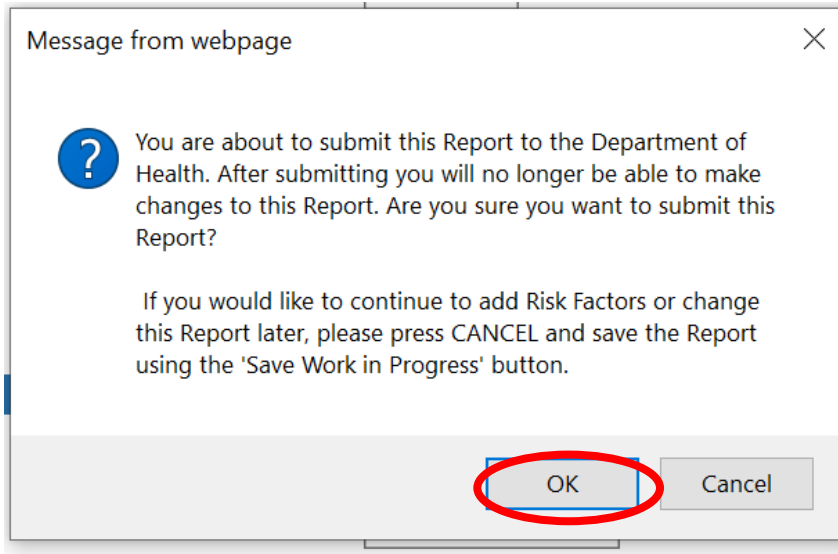 Message from webpage
?
You are about to submit this Report to the Department of
Health. After submitting you will no longer be able to make
changes to this Report. Are you sure you want to submit this
Report?
If you would like to continue to add Risk Factors or change
this Report later, please press CANCEL and save the Report
using the 'Save Work in Progress' button.
OK Cancel